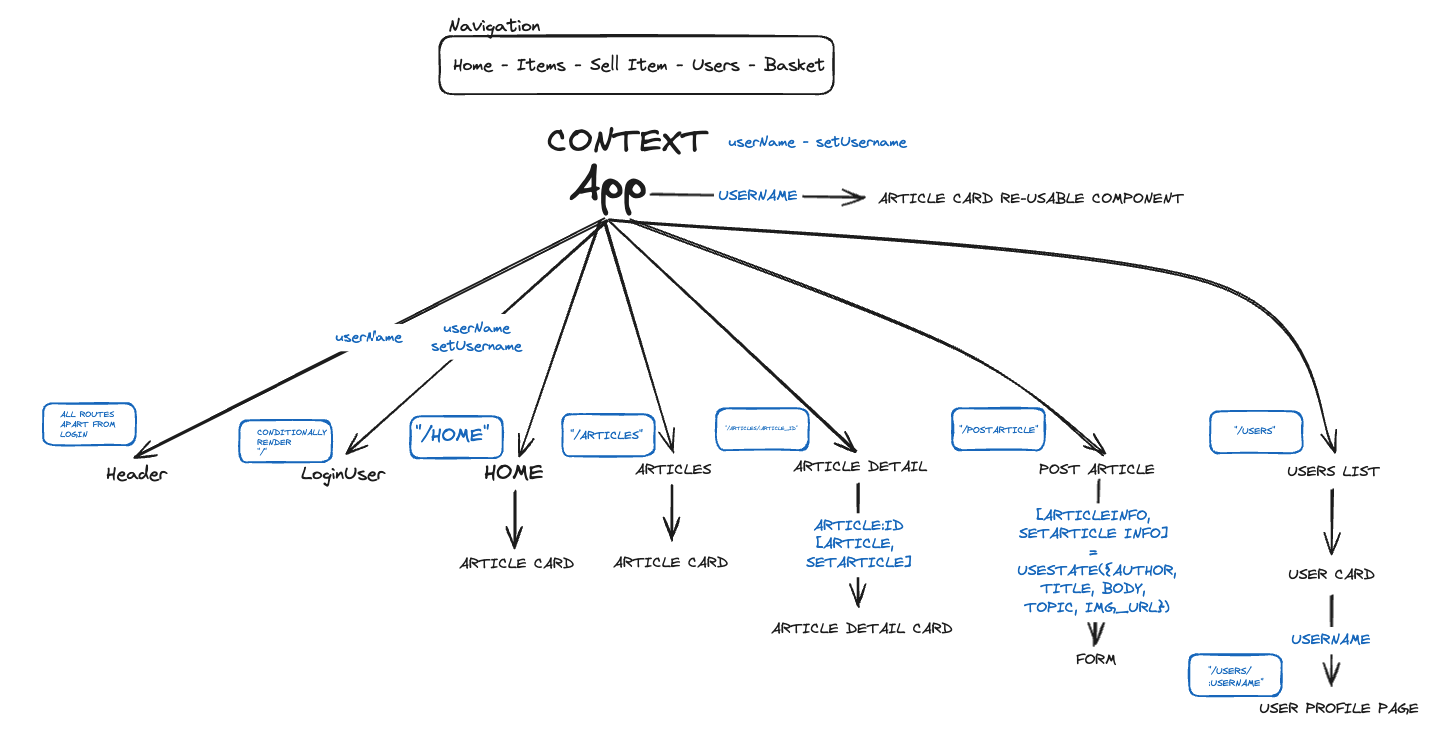 Navigation
Home - Items - Sell Item - Users - Basket
CONTEXT
userName - setUsername
App
USERNAME
ARTICLE CARD RE-USABLE COMPONENT
userName
userName
setUsername
ALL ROUTES
APART FROM
LOGIN
Header
CONDITIONALLY
RENDER
"/"
LoginUser
"/HOME"
HOME
ARTICLE CARD
"/ARTICLES"
ARTICLES
ARTICLE CARD
"/ARTICLES/ARTICLE_ID"
ARTICLE DETAIL
ARTICLE:ID
[ARTICLE,
SETARTICLE]
ARTICLE DETAIL CARD
"/POSTARTICLE"
POST ARTICLE
[ARTICLEINFO,
SETARTICLE INFO]
=
USESTATE({AUTHOR,
TITLE, BODY,
TOPIC, IMG_URL})
FORM
"/USERS"
USERS LIST
USER CARD
USERNAME
"/USERS/
:USERNAME"
USER PROFILE PAGE